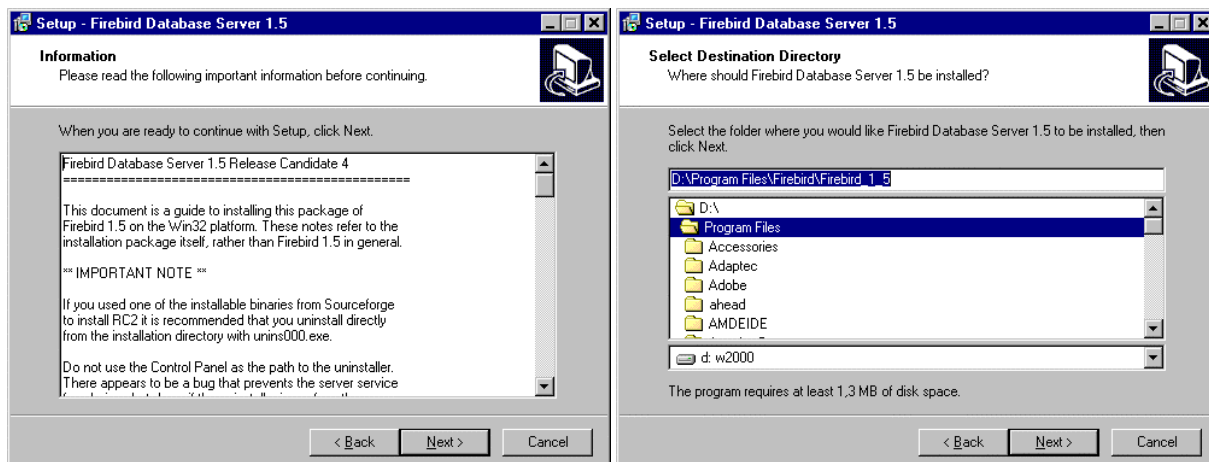 Setup - Firebird Database Server 1.5
Information
Please read the following important information before continuing.
When you are ready to continue with Setup, click Next.
Firebird Database Server 1.5 Release Candidate 4
================================================
This document is a guide to installing this package of
Firebird 1.5 on the Win32 platform. These notes refer to the
installation package itself, rather than Firebird 1.5 in general.
** IMPORTANT NOTE **
If you used one of the installable binaries from Sourceforge
to install RC2 it is recommended that you uninstall directly
from the installation directory with unins000.exe.
Do not use the Control Panel as the path to the uninstaller.
There appears to be a bug that prevents the server service
< Back
Next >
Cancel
Setup - Firebird Database Server 1.5
Select Destination Directory
Where should Firebird Database Server 1.5 be installed?
Select the folder where you would like Firebird Database Server 1.5 to be installed, then
click Next.
D:\Program Files\Firebird\Firebird_1_5
D:\
Program Files
Accessories
Adaptec
Adobe
ahead
AMDEIDE
d: w2000
The program requires at least 1,3 MB of disk space.
< Back
Next >
Cancel